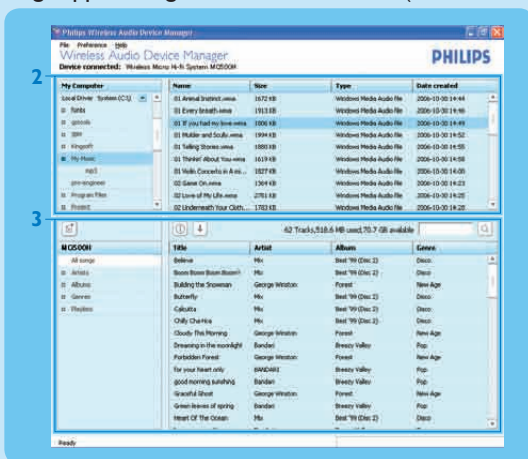 Philips Wireless Audio Device Manager
File Preference Help
Wireless Audio Device Manager
Device connected: Wireless Micro Hi-Fi System MCi500H
PHILIPS
2
My Computer Name Size Type Date created
Local Driver System (C:\) 01 Animal Instinct.wma 1672 KB Windows Media Audio file 2006-10-30 14:44
fonts 01 Every breath.wma 1913 KB Windows Media Audio file 2006-10-30 14:46
01 If you had my love.wma 1006 KB Windows Media Audio file 2006-10-30 14:49
IBM 01 Mulder and Scully.wma 1994 KB Windows Media Audio file 2006-10-30 14:52
Kingsoft 01 Telling Stories.wma 1880 KB Windows Media Audio file 2006-10-30 14:55
My Music 01 Thinkin' About You.wma 1619 KB Windows Media Audio file 2006-10-30 14:58
mp3 01 Violin Concerto in A mi... 1827 KB Windows Media Audio file 2006-10-30 14:00
pro-engineer 02 Game On.wma 1364 KB Windows Media Audio file 2006-10-30 14:23
Program Files 02 Love of My Life.wma 2781 KB Windows Media Audio file 2006-10-30 14:25
02 Underneath Your Cloth... 1783 KB Windows Media Audio file 2006-10-30 14:28
3
62 Tracks,518.6 MB used,70.7 GB available
MCi500H Title Artist Album Genre
All songs Believe Mix Best '99 (Disc 2) Disco
Artists Boom Boom Boom Boom!! Mix Best '99 (Disc 2) Disco
Albums Building the Snowman George Winston Forest New Age
Genres Butterfly Mix Best '99 (Disc 2) Disco
Playlists Calcutta Mix Best '99 (Disc 2) Disco
Chilly Cha-Hca Mix Best '99 (Disc 2) Disco
Cloudy This Morning George Winston Forest New Age
Dreaming in the moonlight Bandari Breezy Valley Pop
Forbidden Forest George Winston Forest New Age
For your heart only BANDARI Breezy Valley Pop
good morning sunshing Bandari Breezy Valley Pop
Graceful Ghost George Winston Forest New Age
Green leaves of spring Bandari Breezy Valley Pop
Heart Of The Ocean Mix Best '99 (Disc 2) Disco
Ready